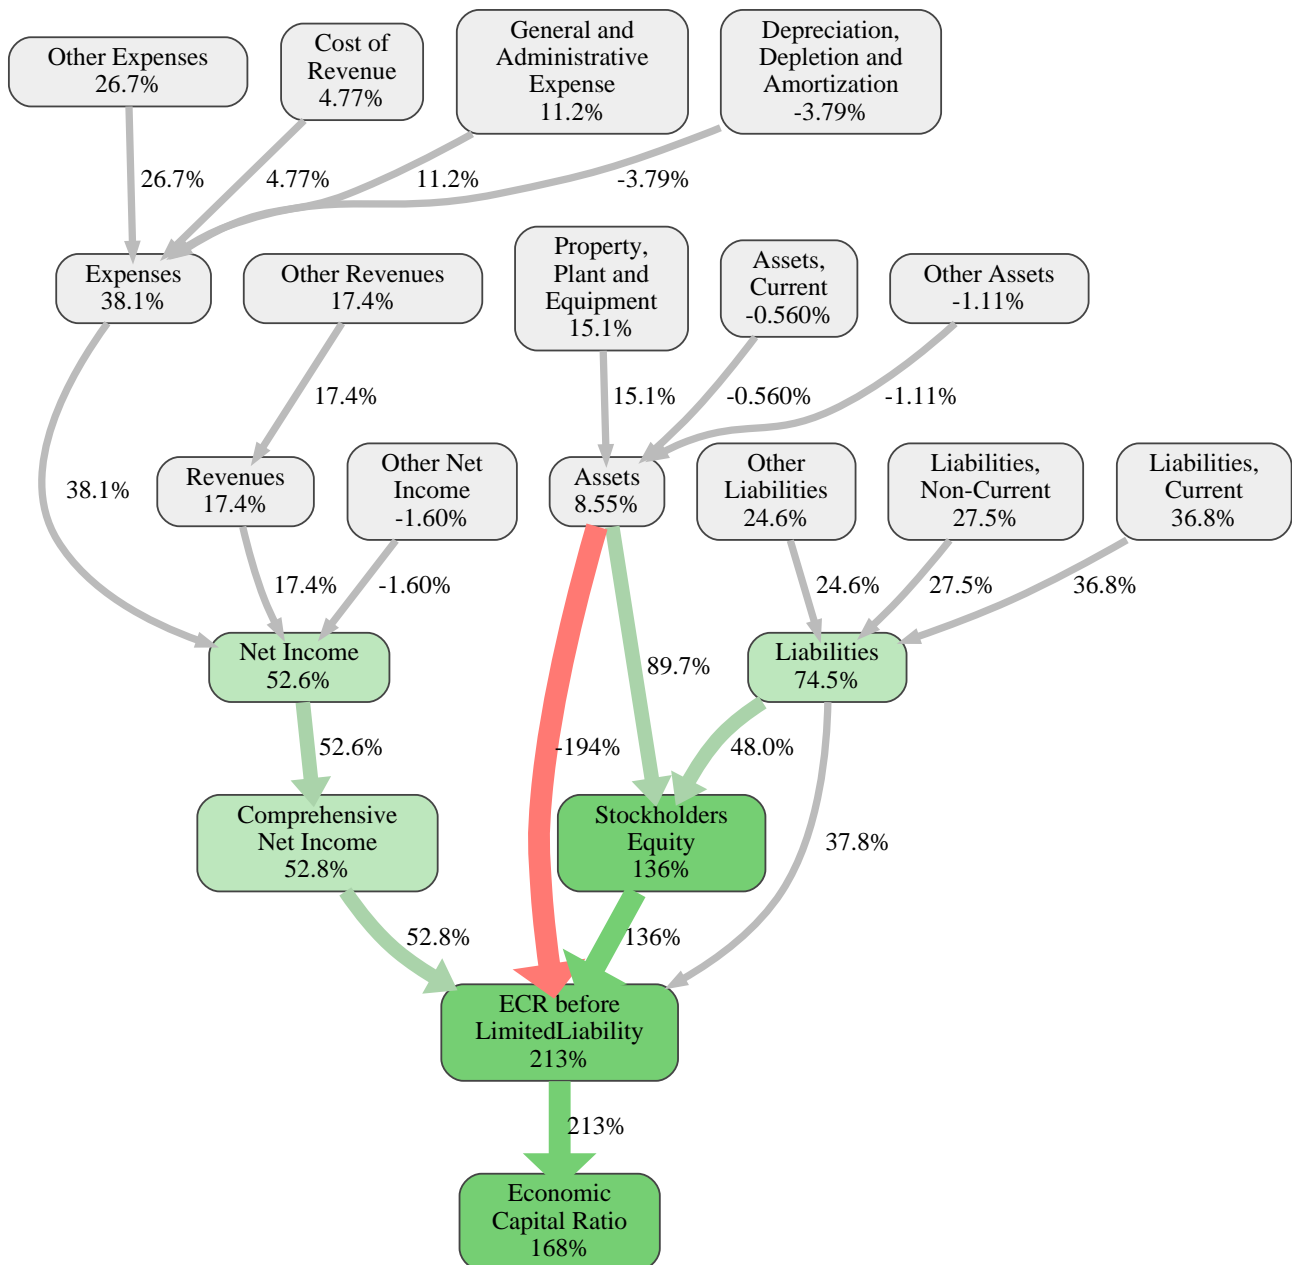 Other Expenses
26.7%
Cost of
Revenue
4.77%
General and
Administrative
Expense
11.2%
Depreciation,
Depletion and
Amortization
-3.79%
26.7%
4.77%
11.2%
-3.79%
Expenses
38.1%
Other Revenues
17.4%
Property,
Plant and
Equipment
15.1%
Assets,
Current
-0.560%
Other Assets
-1.11%
17.4%
15.1%
-0.560%
-1.11%
38.1%
Revenues
17.4%
Other Net
Income
-1.60%
Assets
8.55%
Other
Liabilities
24.6%
Liabilities,
Non-Current
27.5%
Liabilities,
Current
36.8%
17.4%
-1.60%
24.6%
27.5%
36.8%
Net Income
52.6%
89.7%
Liabilities
74.5%
52.6%
-194%
48.0%
Comprehensive
Net Income
52.8%
Stockholders
Equity
136%
37.8%
52.8%
136%
ECR before
LimitedLiability
213%
213%
Economic
Capital Ratio
168%